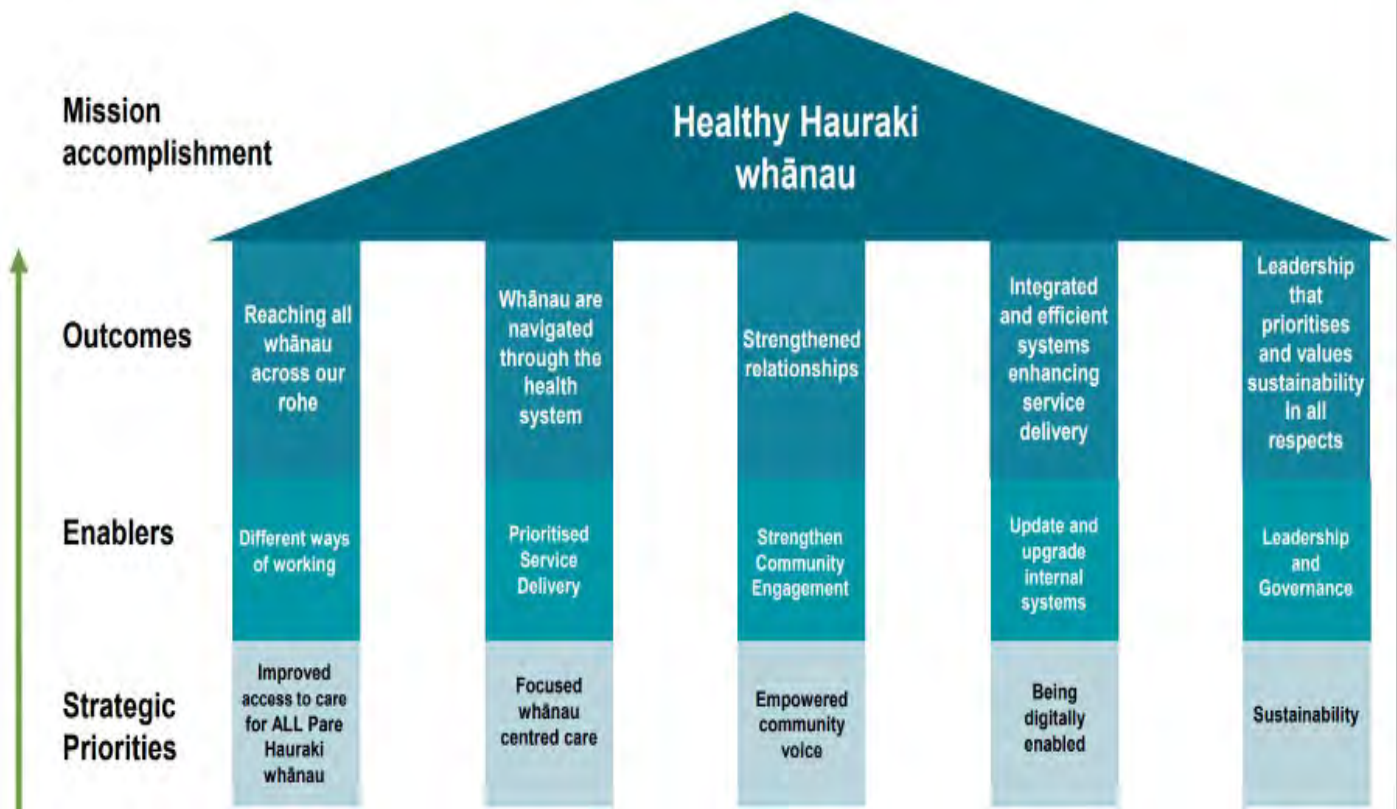 Mission
accomplishment
Healthy Hauraki
whānau
Outcomes
Reaching all
whānau
across our
rohe
Whānau are
navigated
through the
health
system
Strengthened
relationships
Integrated
and efficient
systems
enhancing
service
delivery
Leadership
that
prioritises
and values
sustainability
In all
respects
Enablers
Different ways
of working
Prioritised
Service
Delivery
Strengthen
Community
Engagement
Update and
upgrade
internal
systems
Leadership
and
Governance
Strategic
Priorities
Improved
access to care
for ALL Pare
Hauraki
whānau
Focused
whānau
centred care
Empowered
community
voice
Being
digitally
enabled
Sustainability